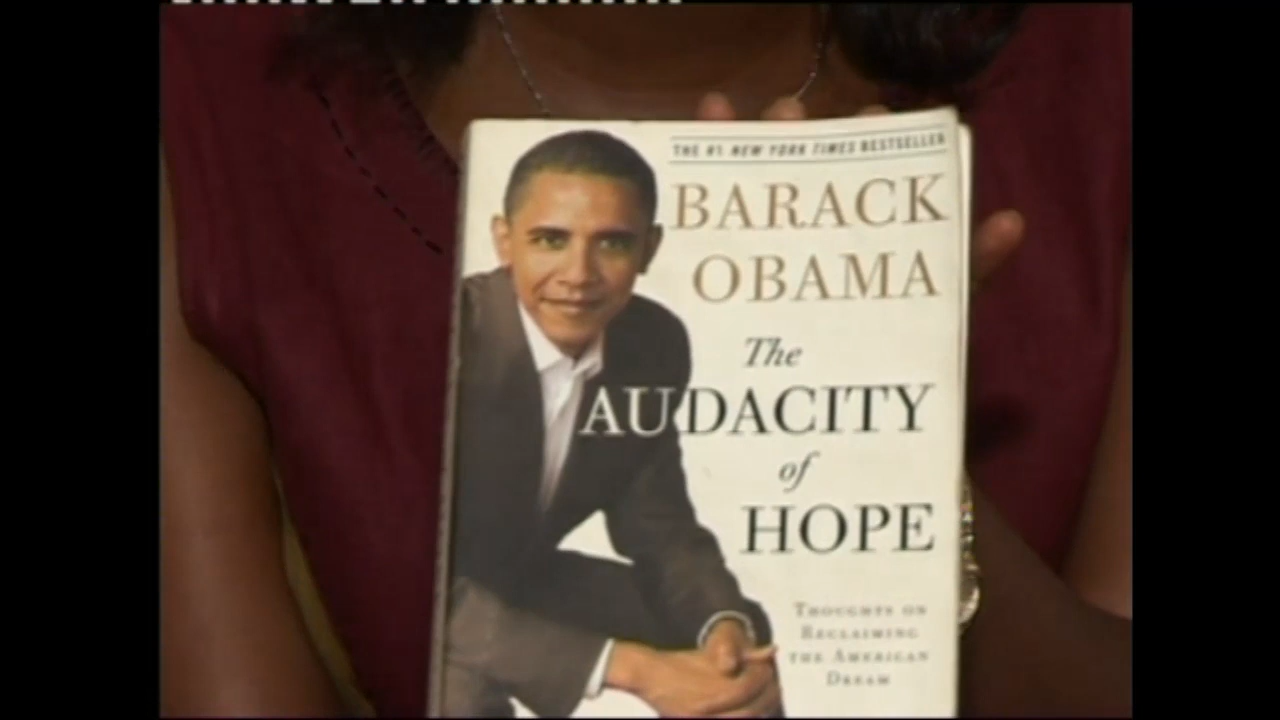 THE #1 NEW YORK TIMES BESTSELLER
BARACK
OBAMA
The
AUDACITY
of
HOPE
THOUGHTS ON
RECLAIMING
THE AMERICAN
DREAM